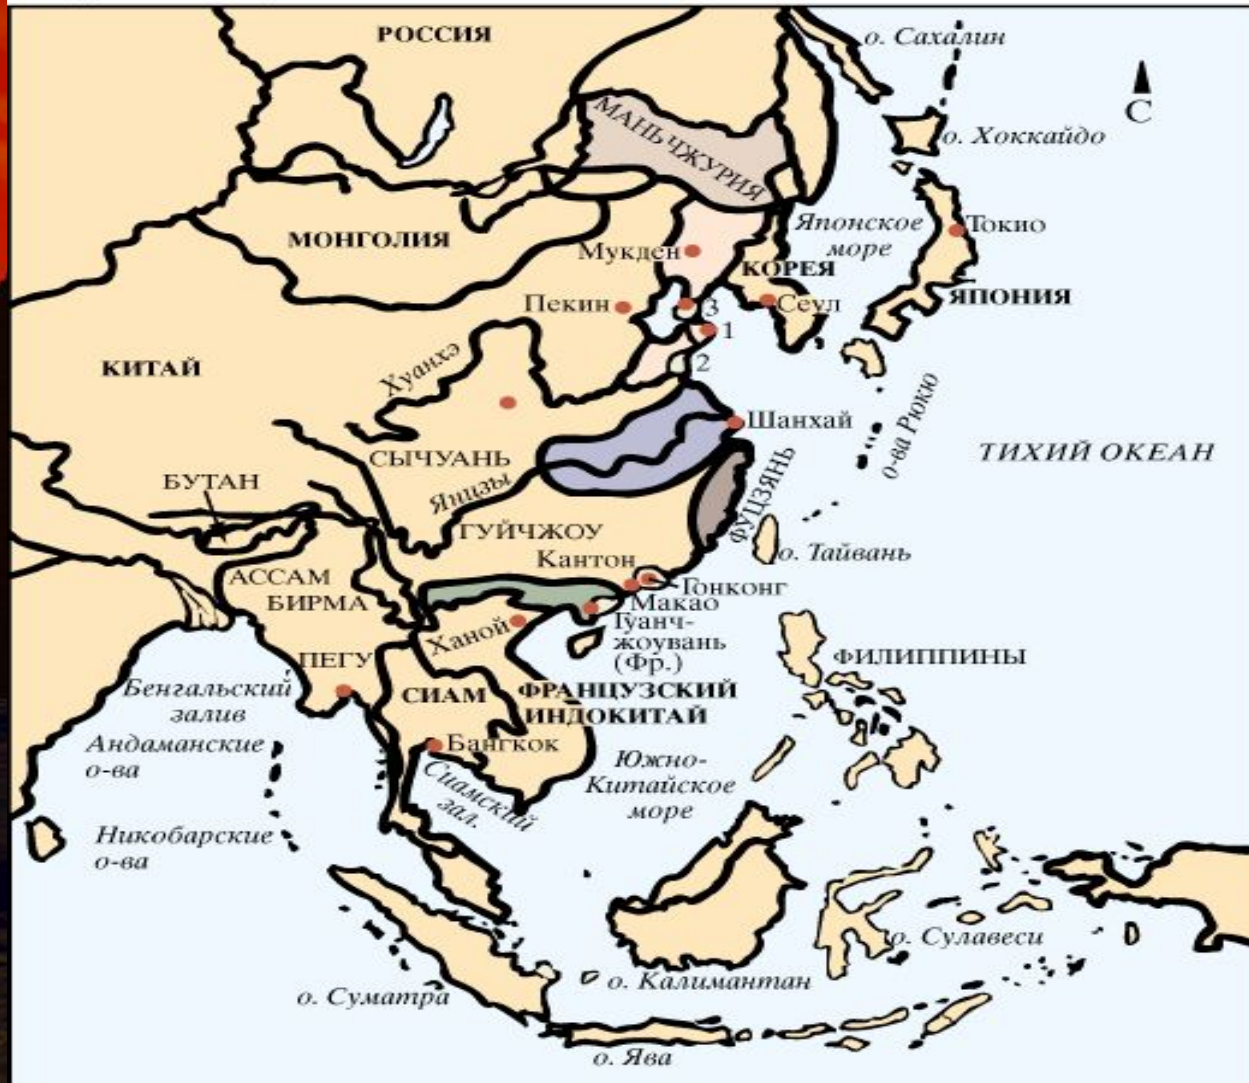 РОССИЯ
о. Сахалин
С
МАНЬЧЖУРИЯ
о. Хоккайдо
МОНГОЛИЯ
Японское
море
Токио
Мукден
КОРЕЯ
ЯПОНИЯ
Пекин
3
Сеул
1
КИТАЙ
Хуанхэ
2
о-ва Рюкю
Шанхай
ТИХИЙ ОКЕАН
СЫЧУАНЬ
БУТАН
Янцзы
ФУЦЗЯНЬ
ГУЙЧЖОУ
Кантон
о. Тайвань
АССАМ
Гонконг
БИРМА
Макао
Гуанч-
жоувань
(Фр.)
Ханой
ПЕГУ
ФИЛИППИНЫ
Бенгальский
залив
СИАМ
ФРАНЦУЗСКИЙ
ИНДОКИТАЙ
Андаманские
о-ва
Бангкок
Сиамский
зал.
Южно-
Китайское
море
Никобарские
о-ва
о. Сулавеси
о. Суматра
о. Калимантан
о. Ява